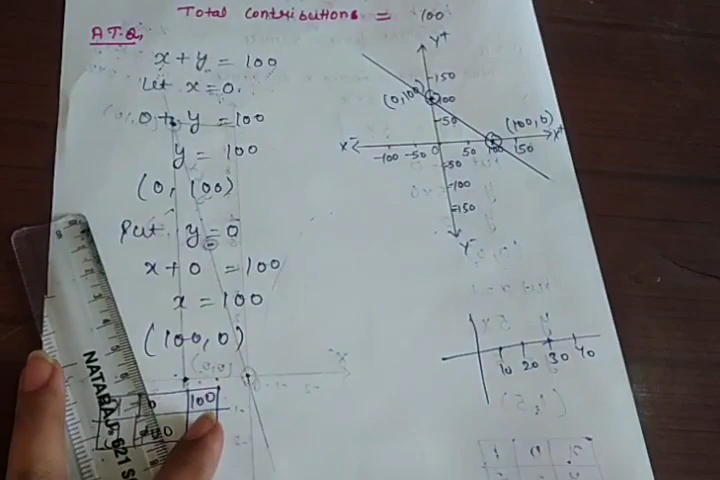 Total Contributions = 100
A.T.Q,
x + y = 100
Let x = 0.
0 + y = 100
y = 100
(0, 100)
Put y = 0
x + 0 = 100
x = 100
(100, 0)
100
NATARAJ 621
Y+
150
(0,100)
100
50
(100,0)
X- -100 -50 0 50 100 150 X+
-50
-100
-150
Y-
10 20 30 40